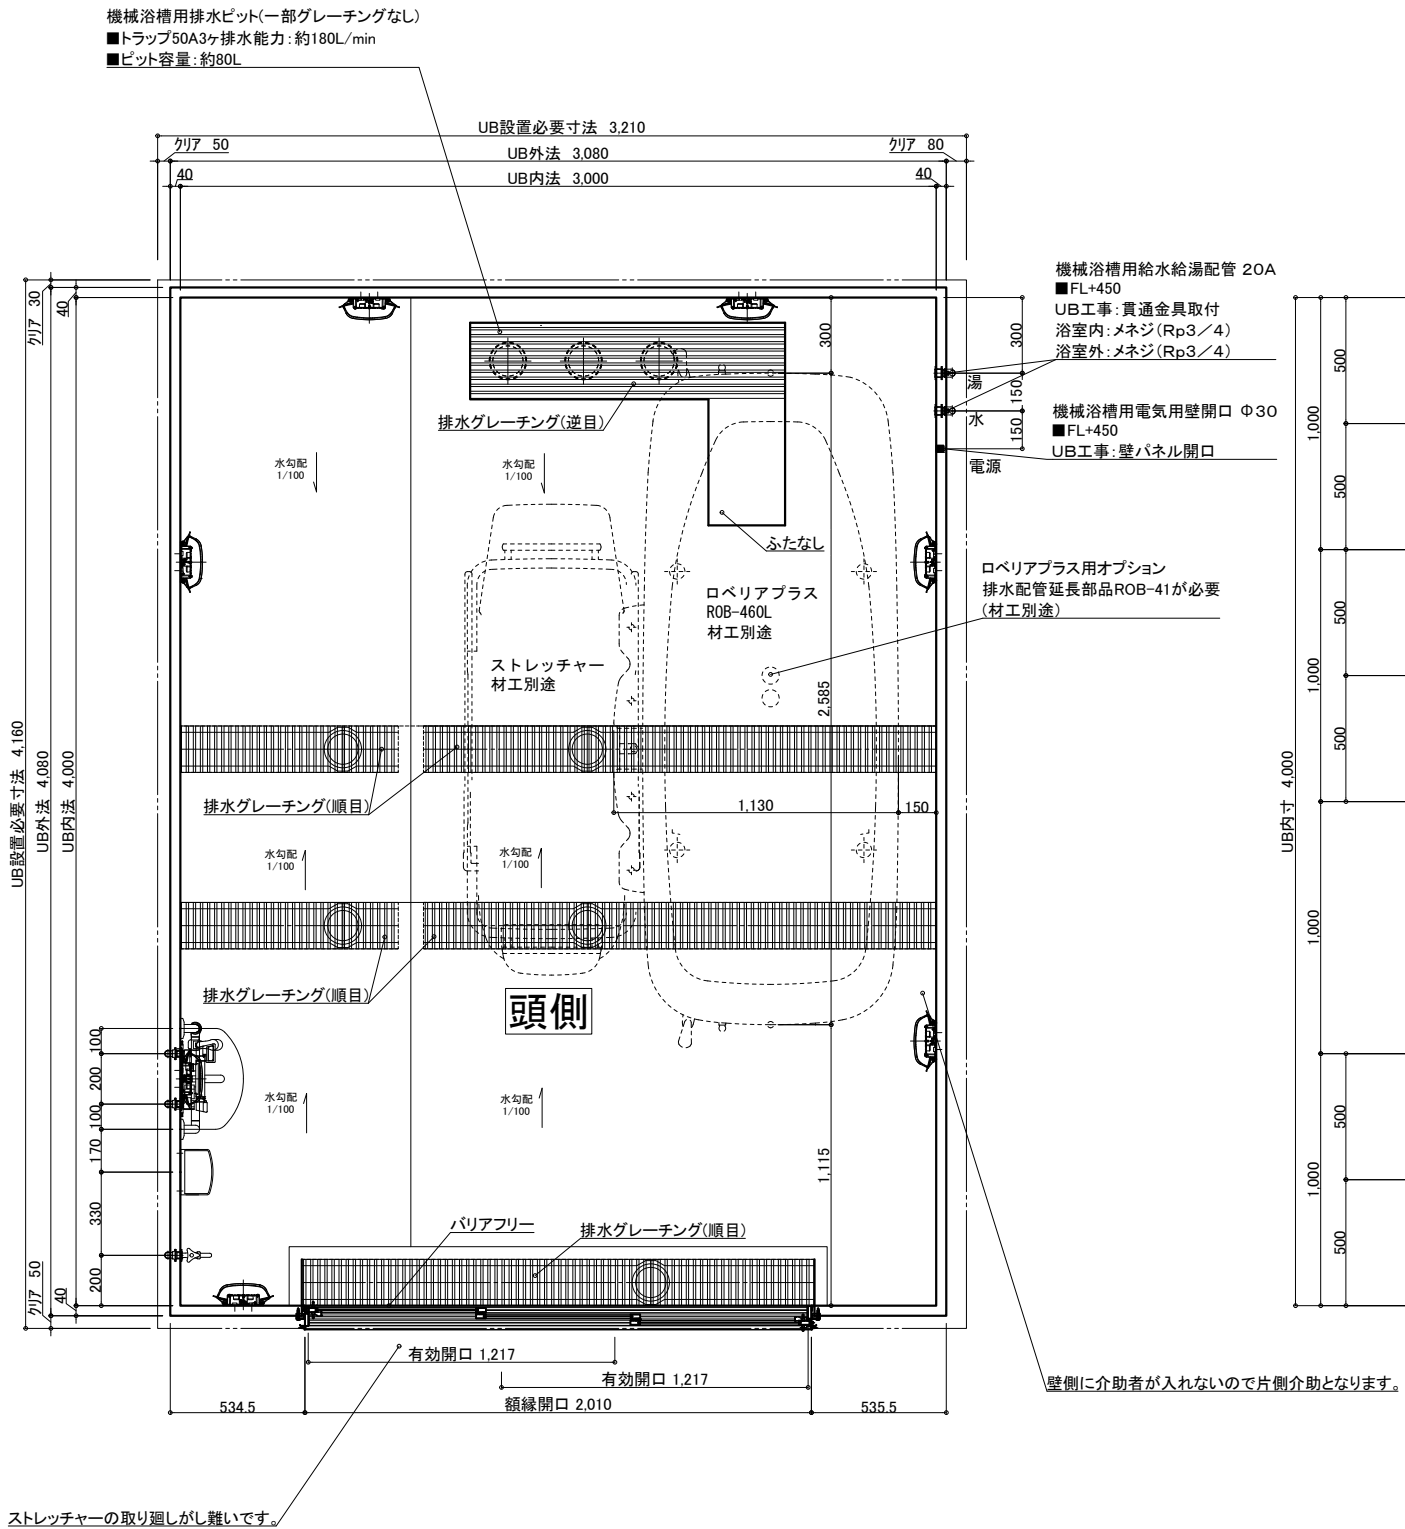 機械浴槽用排水ピット(一部グレーチングなし)
■トラップ50A3ヶ排水能力:約180L/min
■ピット容量:約80L
UB設置必要寸法 3,210
クリア 50
UB外法 3,080
クリア 80
40
UB内法 3,000
40
機械浴槽用給水給湯配管 20A
■FL+450
UB工事:貫通金具取付
浴室内:メネジ(Rp3/4)
浴室外:メネジ(Rp3/4)
クリア 30
40
300
300
湯
150
水
150
電源
機械浴槽用電気用壁開口 Φ30
■FL+450
UB工事:壁パネル開口
排水グレーチング(逆目)
水勾配
1/100
水勾配
1/100
ふたなし
ロベリアプラス
ROB-460L
材工別途
ロベリアプラス用オプション
排水配管延長部品ROB-41が必要
(材工別途)
ストレッチャー
材工別途
2,585
排水グレーチング(順目)
1,130
150
UB設置必要寸法 4,160
UB外法 4,080
UB内法 4,000
水勾配
1/100
水勾配
1/100
排水グレーチング(順目)
頭側
100
200
100
170
330
200
水勾配
1/100
水勾配
1/100
1,115
バリアフリー
排水グレーチング(順目)
クリア 50
40
UB内寸 4,000
1,000
1,000
1,000
1,000
500
500
500
500
500
500
有効開口 1,217
有効開口 1,217
534.5
額縁開口 2,010
535.5
壁側に介助者が入れないので片側介助となります。
ストレッチャーの取り廻しがし難いです。